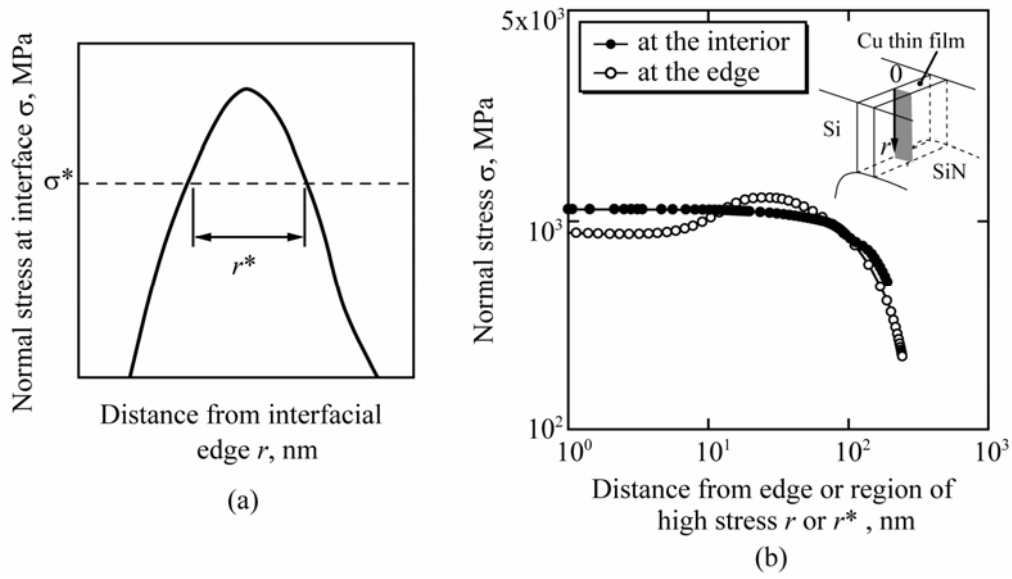 Normal stress at interface σ, MPa
σ*
r*
Distance from interfacial
edge r, nm
(a)
Normal stress σ, MPa
5x10³
10³
10²
at the interior
at the edge
Cu thin film
0
Si
r
SiN
10⁰
10¹
10²
10³
Distance from edge or region of
high stress r or r* , nm
(b)